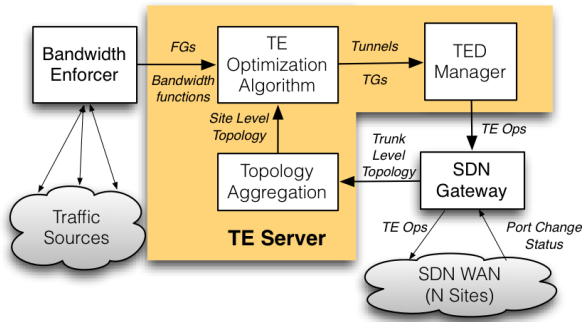 Bandwidth
Enforcer
FGs
Bandwidth
functions
TE
Optimization
Algorithm
Tunnels
TGs
TED
Manager
Site Level
Topology
TE Ops
Topology
Aggregation
Trunk
Level
Topology
SDN
Gateway
Traffic
Sources
TE Server
TE Ops
Port Change
Status
SDN WAN
(N Sites)